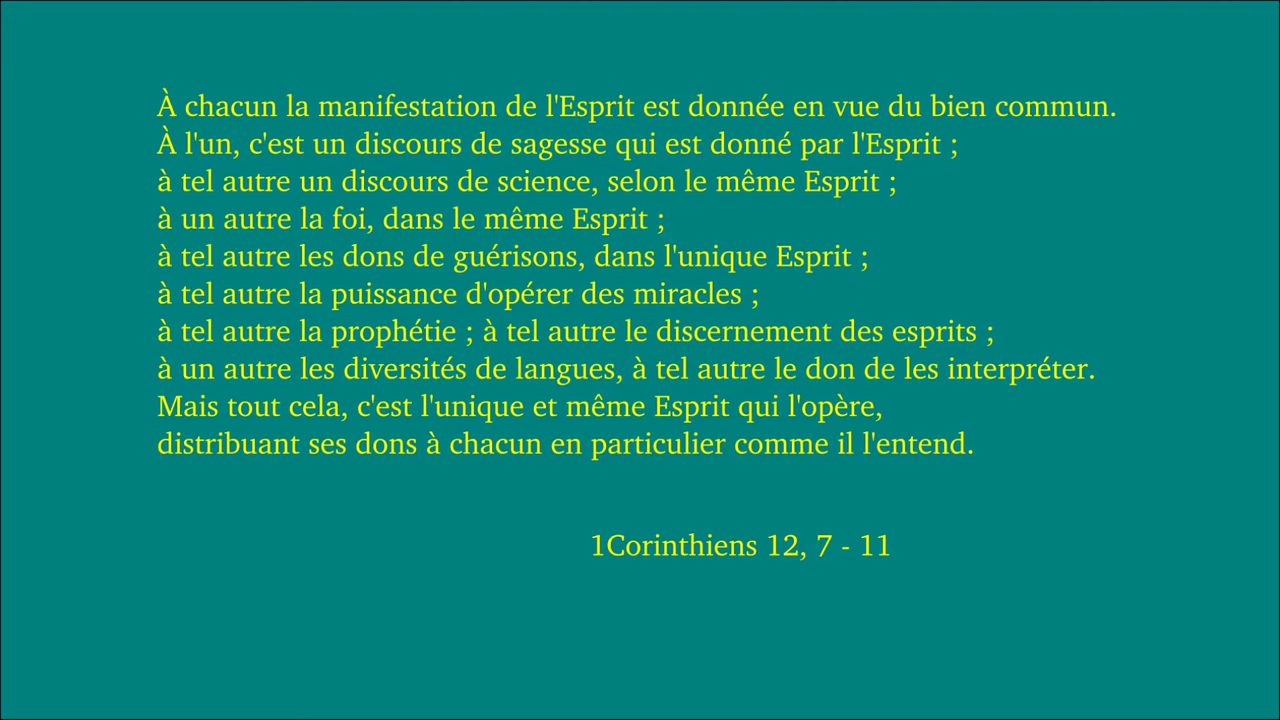 À chacun la manifestation de l'Esprit est donnée en vue du bien commun.
À l'un, c'est un discours de sagesse qui est donné par l'Esprit ;
à tel autre un discours de science, selon le même Esprit ;
à un autre la foi, dans le même Esprit ;
à tel autre les dons de guérisons, dans l'unique Esprit ;
à tel autre la puissance d'opérer des miracles ;
à tel autre la prophétie ; à tel autre le discernement des esprits ;
à un autre les diversités de langues, à tel autre le don de les interpréter.
Mais tout cela, c'est l'unique et même Esprit qui l'opère,
distribuant ses dons à chacun en particulier comme il l'entend.
1Corinthiens 12, 7 - 11